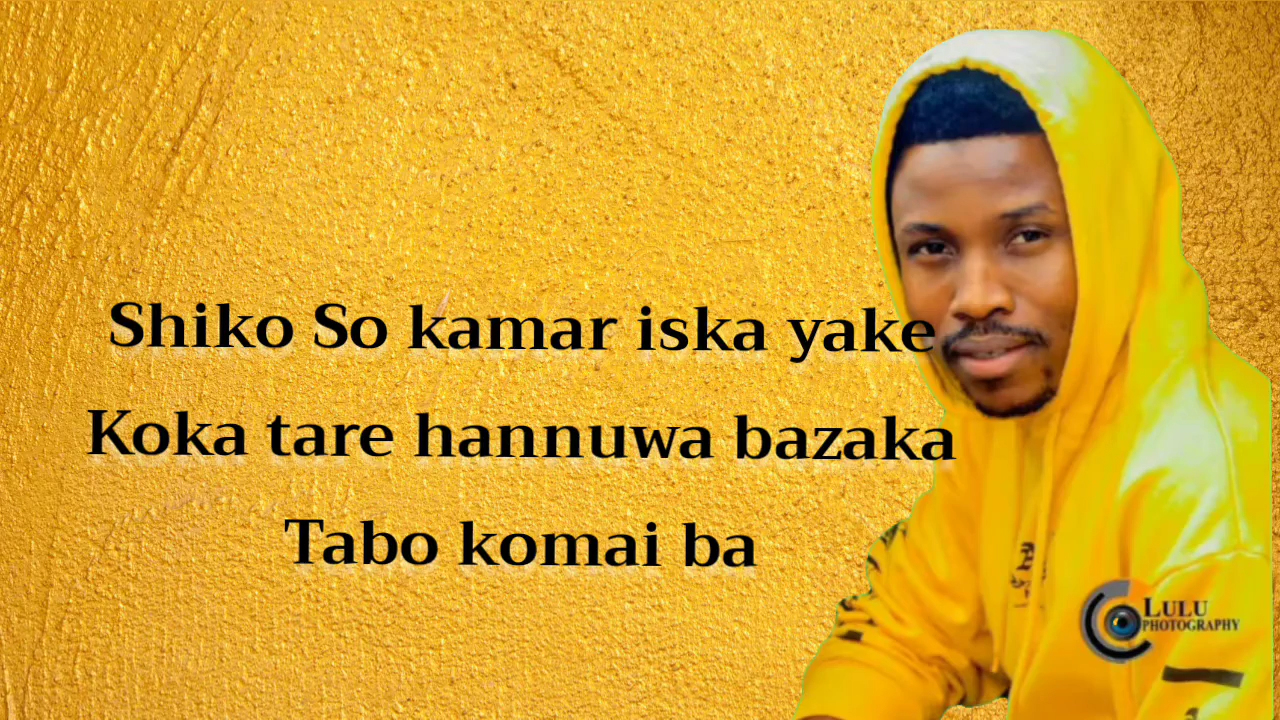 Shiko So kamar iska yake
Koka tare hannuwa bazaka
Tabo komai ba
LULU
PHOTOGRAPHY